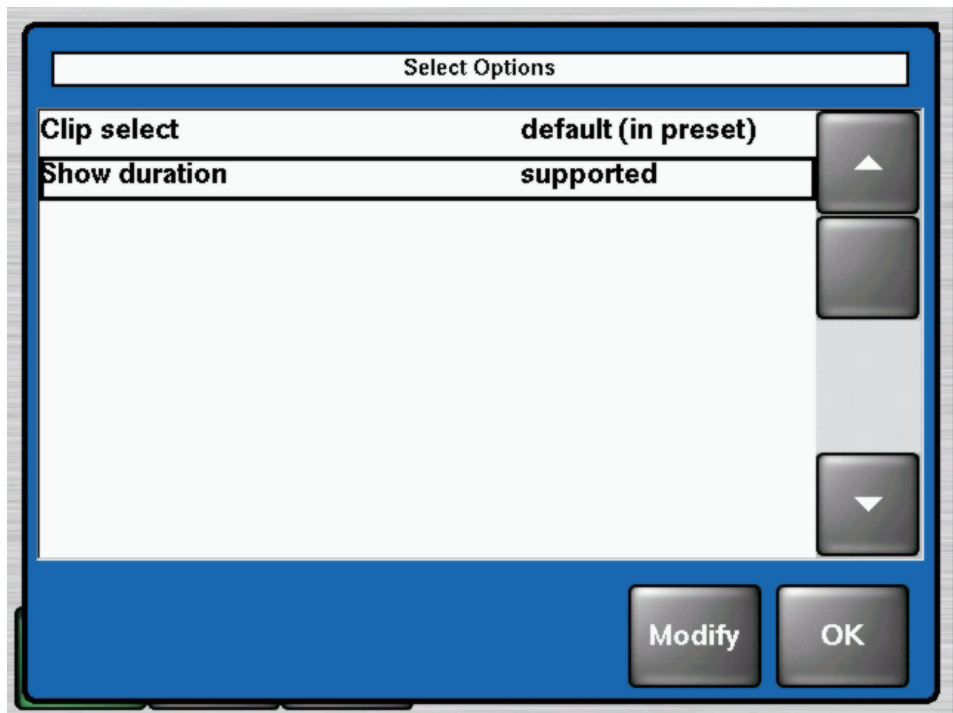 Select Options
Clip select default (in preset)
Show duration supported
Modify OK